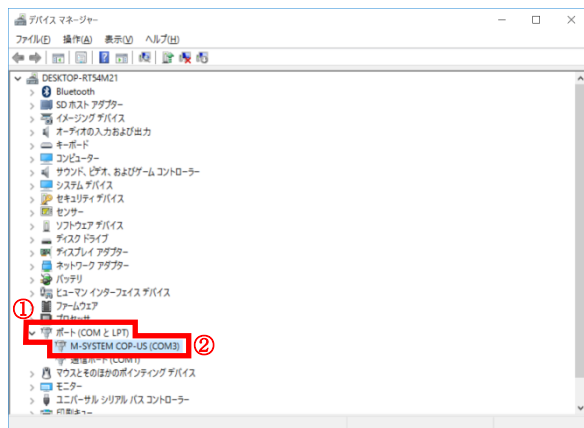 デバイス マネージャー
ファイル(F) 操作(A) 表示(V) ヘルプ(H)
DESKTOP-RT54M21
Bluetooth
SD ホスト アダプター
イメージング デバイス
オーディオの入力および出力
キーボード
コンピューター
サウンド、ビデオ、およびゲーム コントローラー
システム デバイス
セキュリティ デバイス
センサー
ソフトウェア デバイス
ディスク ドライブ
ディスプレイ アダプター
ネットワーク アダプター
バッテリ
ヒューマン インターフェイス デバイス
① ファームウェア
プロセッサ
ポート (COM と LPT)
M-SYSTEM COP-US (COM3) ②
通信ポート (COM1)
マウスとそのほかのポインティング デバイス
モニター
ユニバーサル シリアル バス コントローラー
印刷キュー